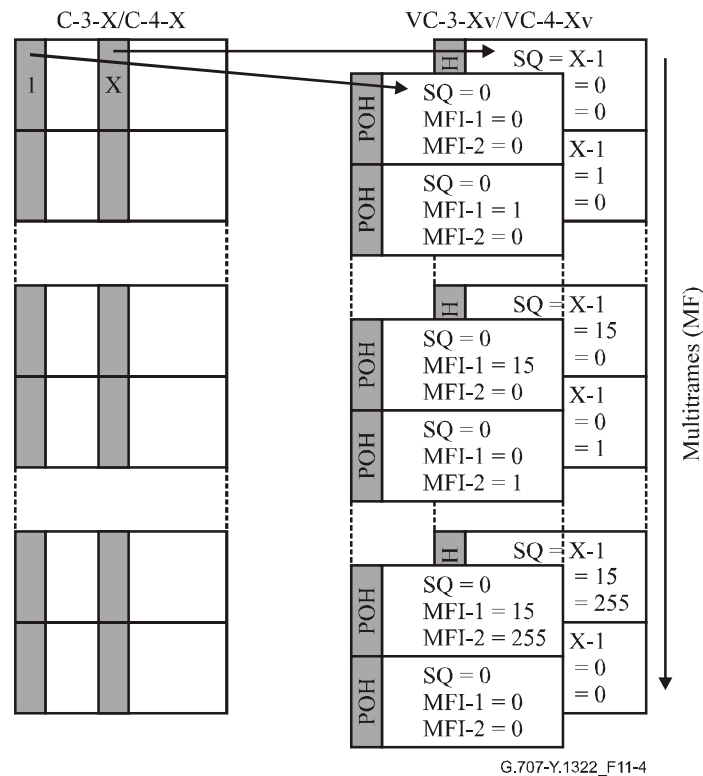 C-3-X/C-4-X
VC-3-Xv/VC-4-Xv
1
X
H
SQ = X-1
= 0
= 0
POH
SQ = 0
MFI-1 = 0
MFI-2 = 0
X-1
= 1
= 0
POH
SQ = 0
MFI-1 = 1
MFI-2 = 0
H
SQ = X-1
= 15
= 0
POH
SQ = 0
MFI-1 = 15
MFI-2 = 0
X-1
= 0
= 1
POH
SQ = 0
MFI-1 = 0
MFI-2 = 1
H
SQ = X-1
= 15
= 255
POH
SQ = 0
MFI-1 = 15
MFI-2 = 255
X-1
= 0
= 0
POH
SQ = 0
MFI-1 = 0
MFI-2 = 0
Multitrames (MF)
G.707-Y.1322_F11-4